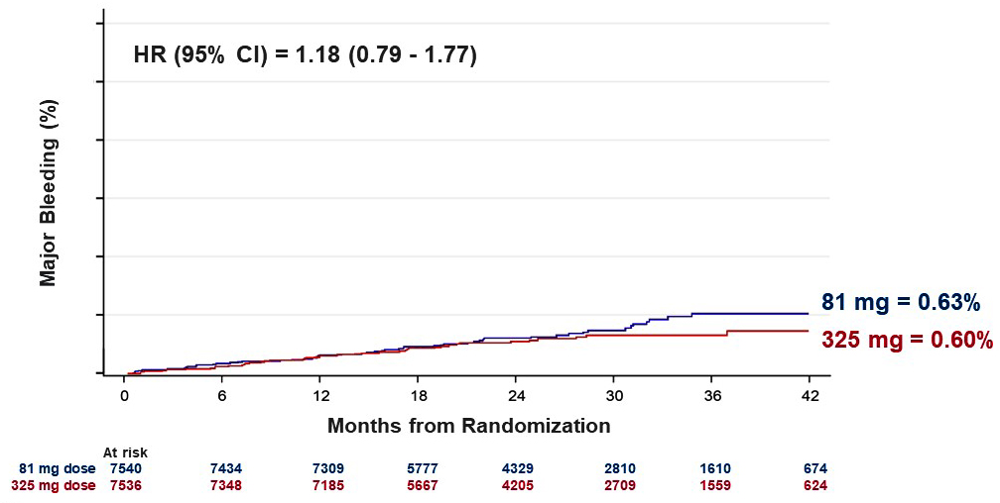 HR (95% CI) = 1.18 (0.79 - 1.77)
Major Bleeding (%)
81 mg = 0.63%
325 mg = 0.60%
0 6 12 18 24 30 36 42
Months from Randomization
At risk
81 mg dose 7540 7434 7309 5777 4329 2810 1610 674
325 mg dose 7536 7348 7185 5667 4205 2709 1559 624